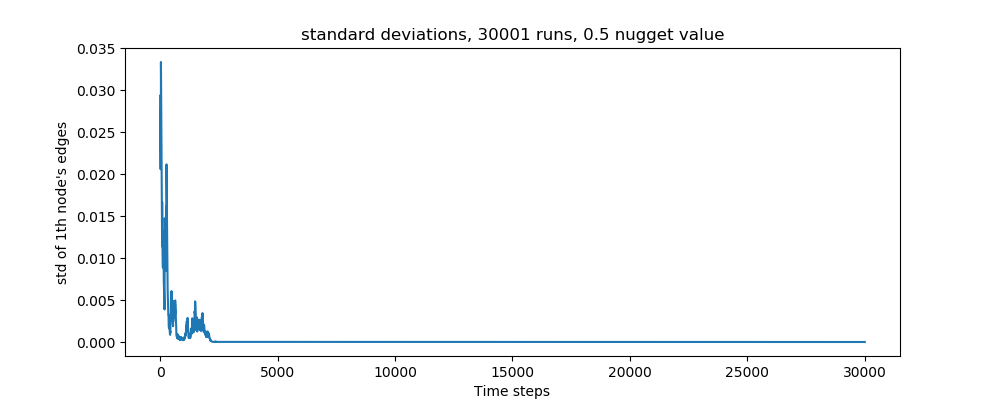 standard deviations, 30001 runs, 0.5 nugget value
0.035
0.030
0.025
0.020
0.015
0.010
0.005
0.000
std of 1th node's edges
0 5000 10000 15000 20000 25000 30000
Time steps